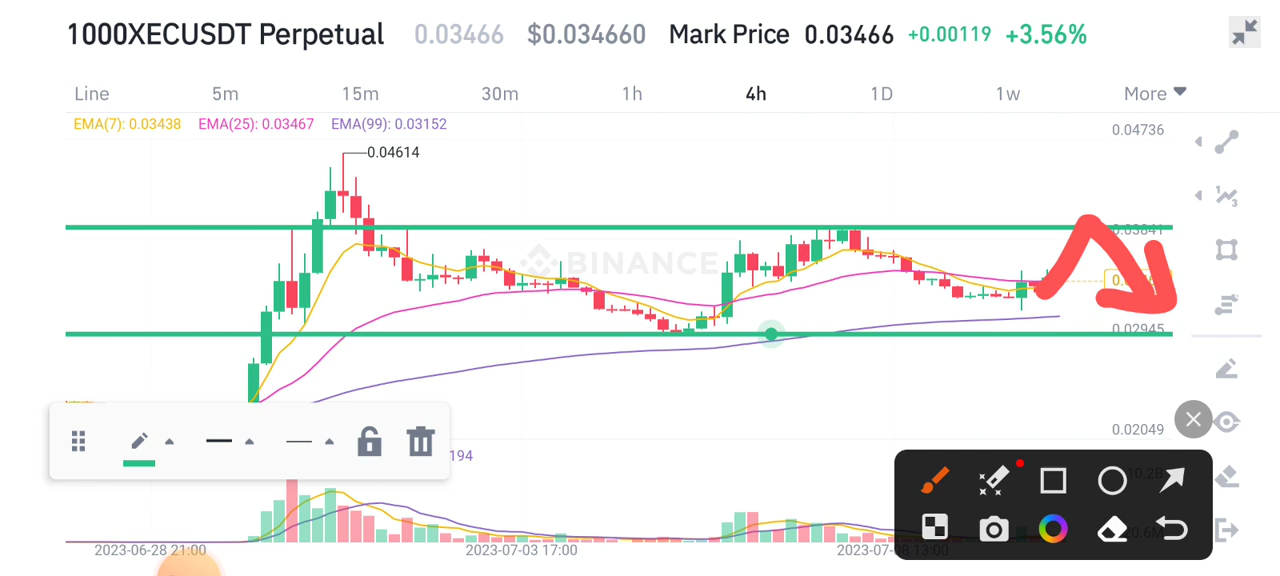 1000XECUSDT Perpetual 0.03466 $0.034660 Mark Price 0.03466 +0.00119 +3.56%
Line 5m 15m 30m 1h 4h 1D 1w More
EMA(7): 0.03438 EMA(25): 0.03467 EMA(99): 0.03152
0.04736
0.04614
0.03841
BINANCE
0.02945
0.02049
194
2023-06-28 21:00 2023-07-03 17:00 2023-07-08 13:00